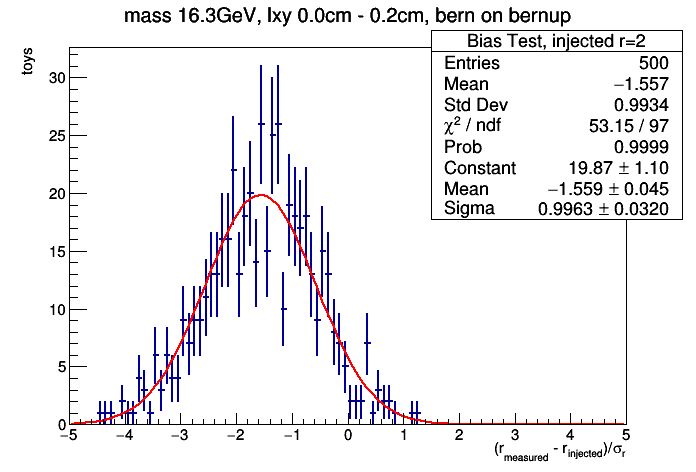 mass 16.3GeV, lxy 0.0cm - 0.2cm, bern on bernup
toys
Bias Test, injected r=2
Entries 500
Mean −1.557
Std Dev 0.9934
χ² / ndf 53.15 / 97
Prob 0.9999
Constant 19.87 ± 1.10
Mean −1.559 ± 0.045
Sigma 0.9963 ± 0.0320
30
25
20
15
10
5
0
−5 −4 −3 −2 −1 0 1 2 3 4 5
(r_measured - r_injected)/σ_r